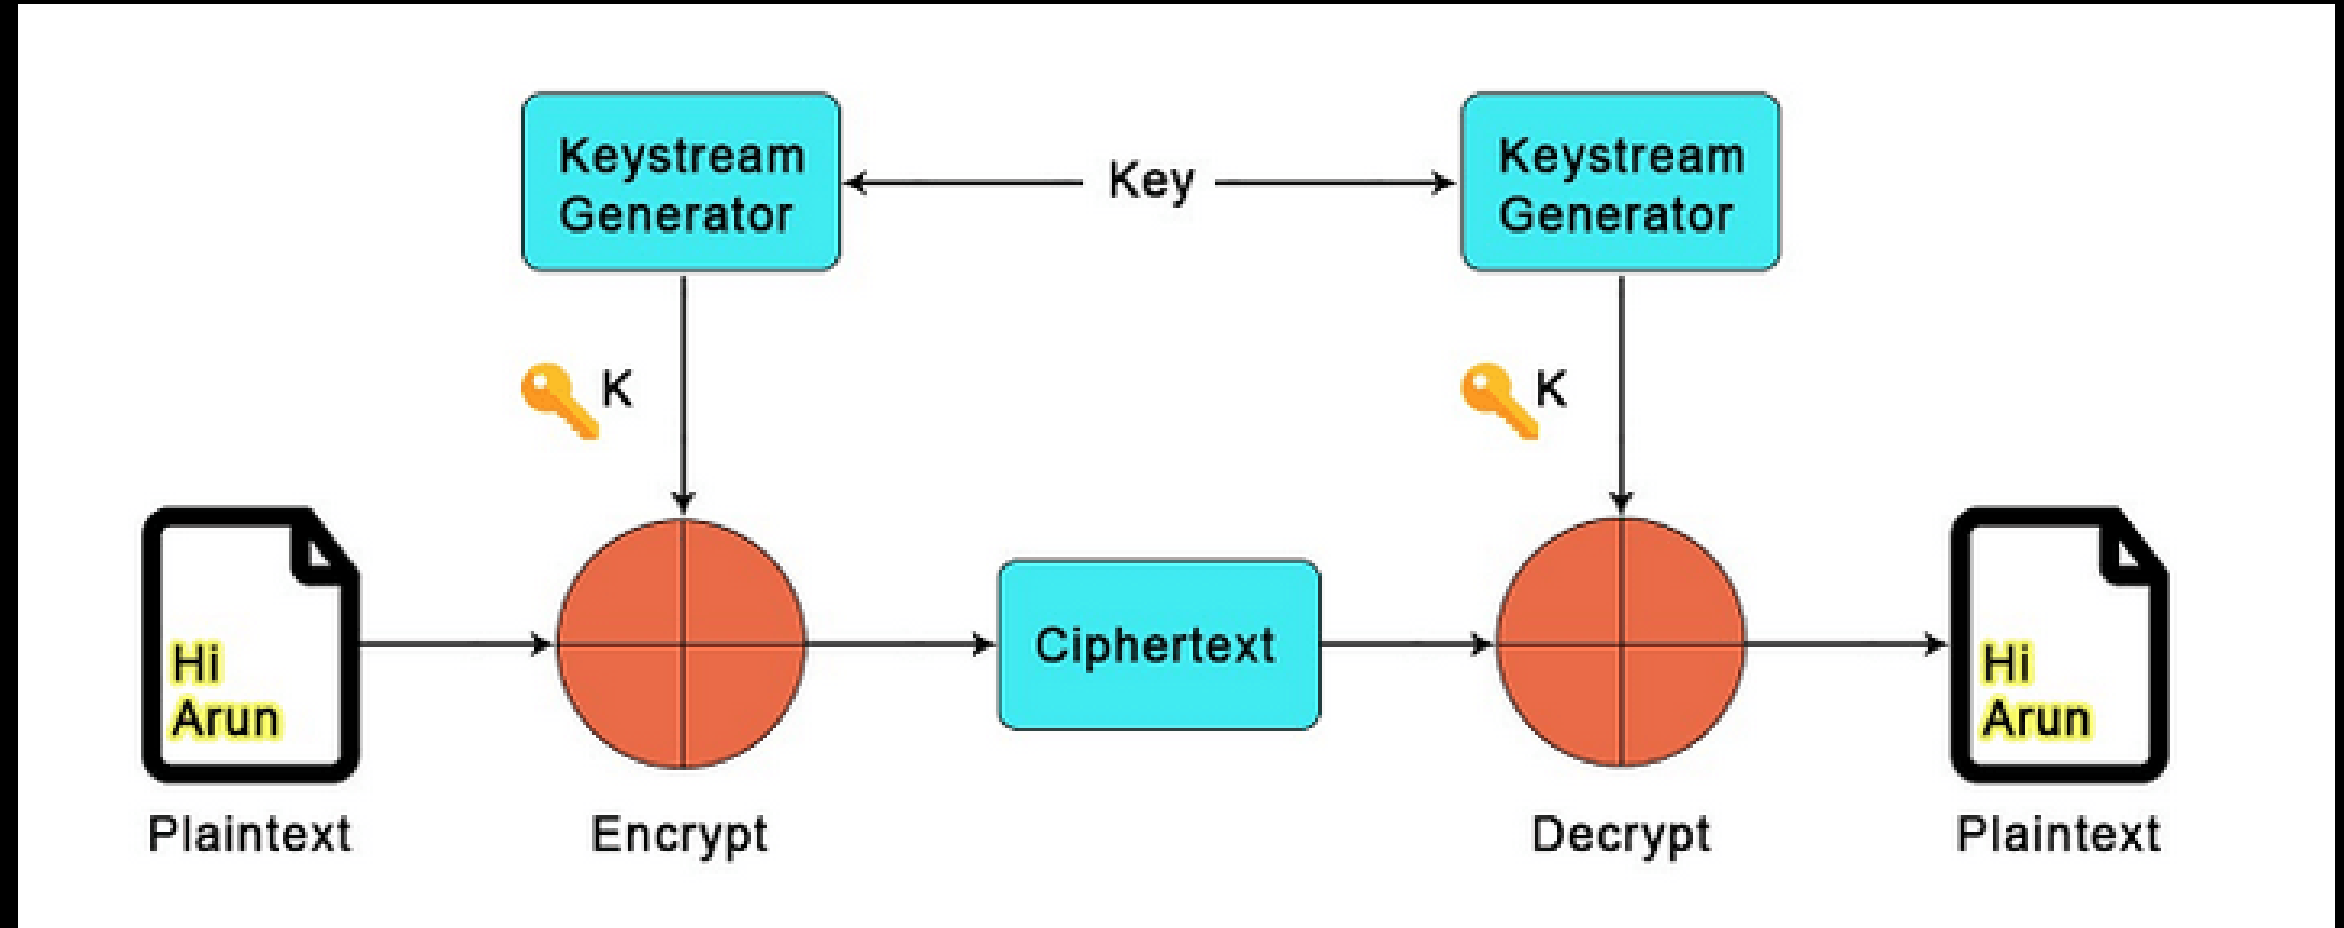 Keystream
Generator
Key
Keystream
Generator
K
K
Hi
Arun
Ciphertext
Hi
Arun
Plaintext
Encrypt
Decrypt
Plaintext